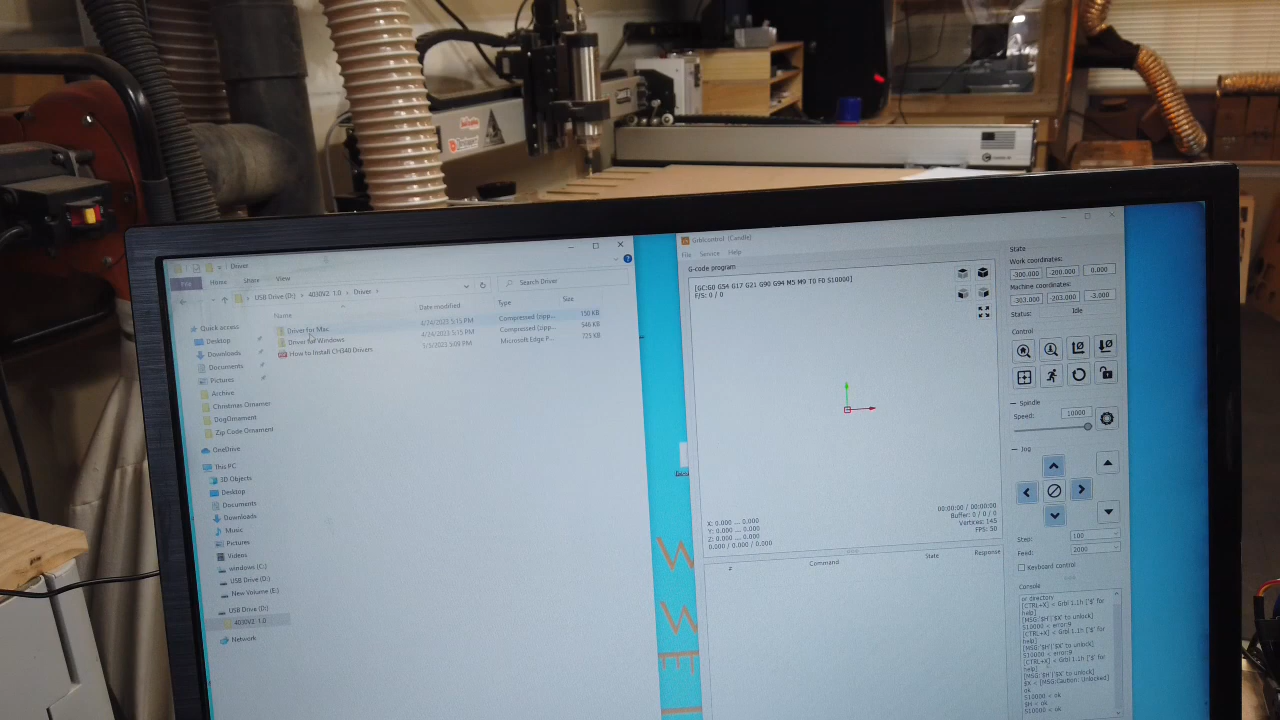 Driver
File
Home
Share
View
USB Drive (D:)
4030V2 1.0
Driver
Search Driver
Name
Date modified
Type
Size
Driver for Mac
4/24/2023 5:15 PM
Compressed (zipp...
150 KB
Driver for Windows
4/24/2023 5:15 PM
Compressed (zipp...
548 KB
How to Install CH340 Drivers
Microsoft Edge P...
Quick access
Desktop
Downloads
Documents
Pictures
Archive
Christmas Ornamer
DogOrnament
Zip Code Ornament
OneDrive
This PC
3D Objects
Desktop
Documents
Downloads
Music
Pictures
Videos
windows (C:)
USB Drive (D:)
New Volume (E:)
USB Drive (D:)
4030V2 1.0
Network
Grblcontrol (Candle)
File Service Help
G-code program
[GC:G0 G54 G17 G21 G90 G94 M5 M9 T0 F0 S10000]
F/S: 0 / 0
X: 0.000 ... 0.000
Y: 0.000 ... 0.000
Z: 0.000 ... 0.000
0.000 / 0.000 / 0.000
00:00:00 / 00:00:00
Buffer: 0 / 0 / 0
Vertices: 145
FPS: 50
#
Command
State
Response
State
Work coordinates:
-300.000 -200.000 0.000
Machine coordinates:
-303.000 -203.000 -3.000
Status: Idle
Control
Spindle
Speed: 10000
Jog
Step: 100
Feed: 2000
Keyboard control
Console
or directory
[CTRL+X] < Grbl 1.1h ['$' for
help]
[MSG:'$H'|'$X' to unlock]
S10000 < error:9
[CTRL+X] < Grbl 1.1h ['$' for
help]
[MSG:'$H'|'$X' to unlock]
S10000 < error:9
[CTRL+X] < Grbl 1.1h ['$' for
help]
[MSG:'$H'|'$X' to unlock]
$X < [MSG:Caution: Unlocked]
ok
S10000 < ok
$H < ok
S10000 < ok